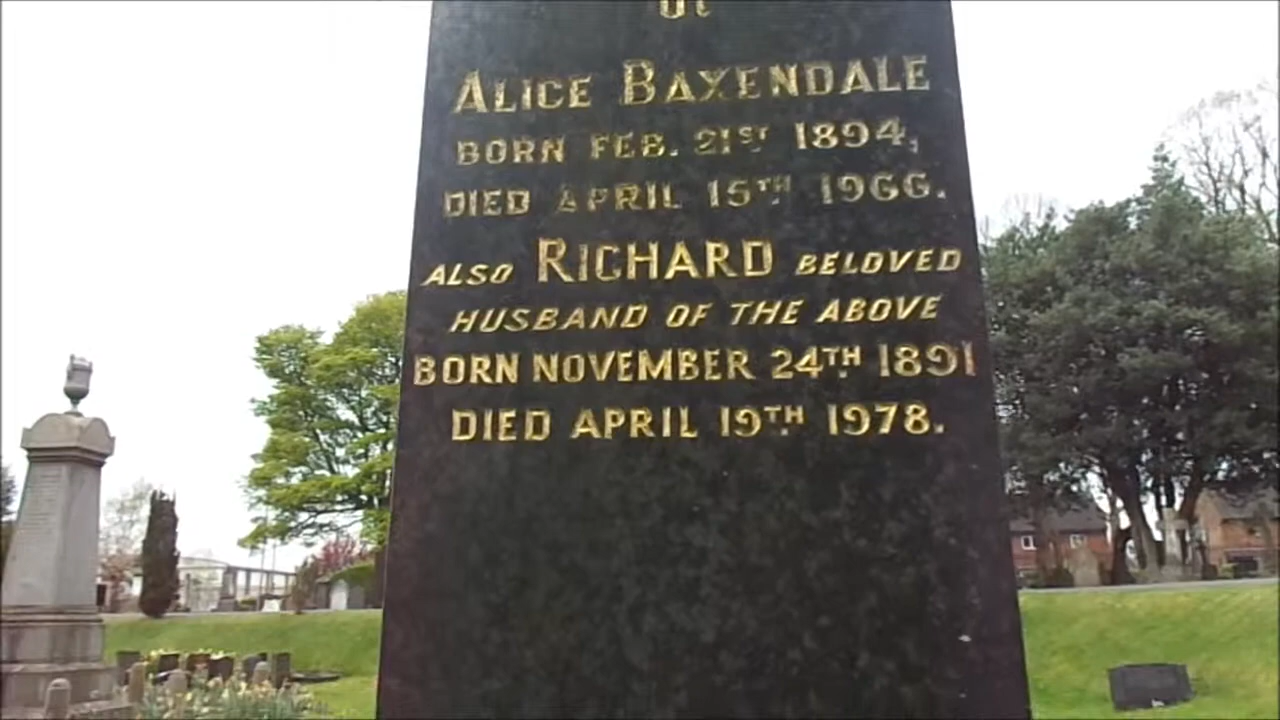 of
ALICE BAXENDALE
BORN FEB. 21ST 1894,
DIED APRIL 15TH 1966.
ALSO RICHARD BELOVED
HUSBAND OF THE ABOVE
BORN NOVEMBER 24TH 1891
DIED APRIL 19TH 1978.